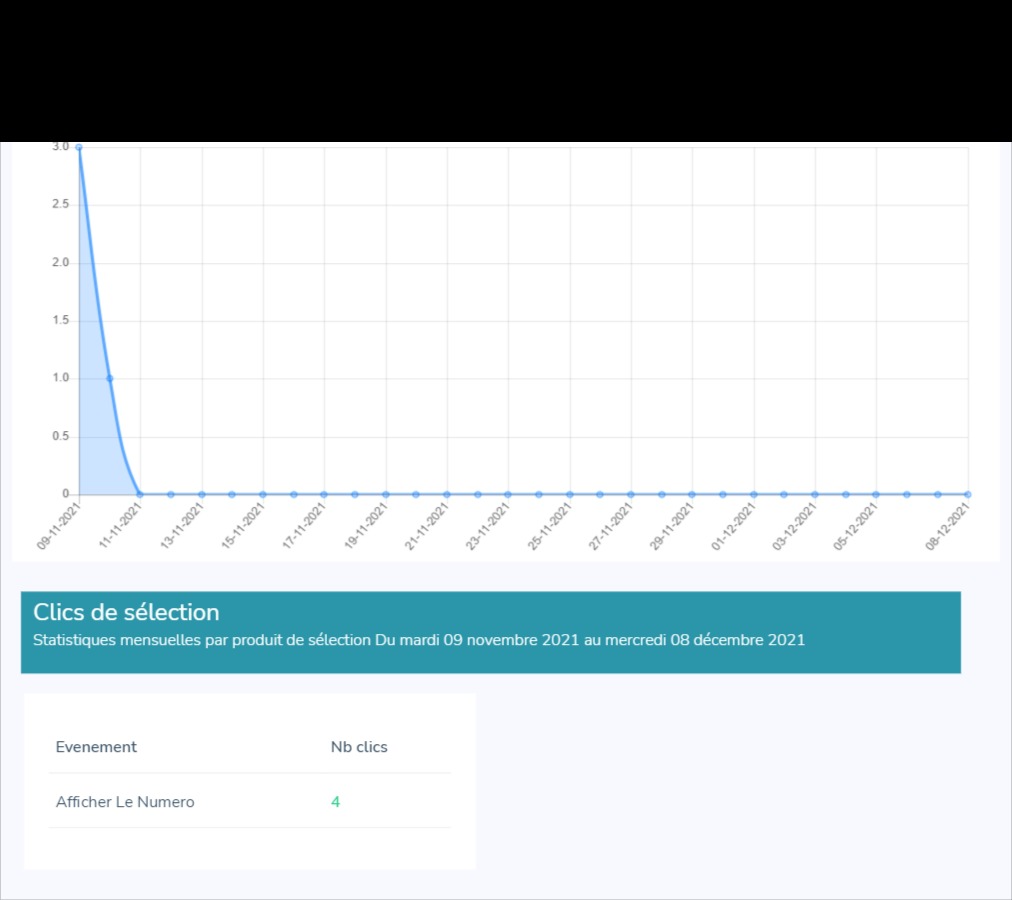 3.0
2.5
2.0
1.5
1.0
0.5
0
09-11-2021 11-11-2021 13-11-2021 15-11-2021 17-11-2021 19-11-2021 21-11-2021 23-11-2021 25-11-2021 27-11-2021 29-11-2021 01-12-2021 03-12-2021 05-12-2021 08-12-2021
Clics de sélection
Statistiques mensuelles par produit de sélection Du mardi 09 novembre 2021 au mercredi 08 décembre 2021
Evenement Nb clics
Afficher Le Numero 4